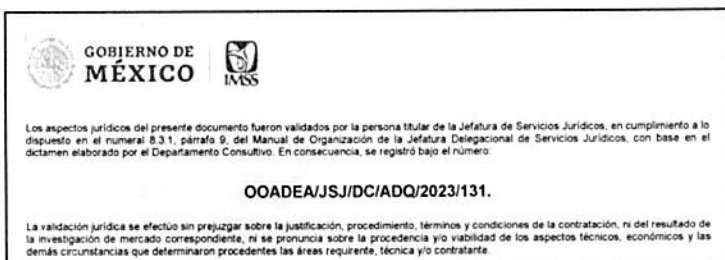 GOBIERNO DE
MÉXICO
IMSS
Los aspectos jurídicos del presente documento fueron validados por la persona titular de la Jefatura de Servicios Jurídicos, en cumplimiento a lo
dispuesto en el numeral 8.3.1, párrafo 9, del Manual de Organización de la Jefatura Delegacional de Servicios Jurídicos, con base en el
dictamen elaborado por el Departamento Consultivo. En consecuencia, se registró bajo el número:
OOADEA/JSJ/DC/ADQ/2023/131.
La validación jurídica se efectúo sin prejuzgar sobre la justificación, procedimiento, términos y condiciones de la contratación, ni del resultado de
la investigación de mercado correspondiente, ni se pronuncia sobre la procedencia y/o viabilidad de los aspectos técnicos, económicos y las
demás circunstancias que determinaron procedentes las áreas requirente, técnica y/o contratante.